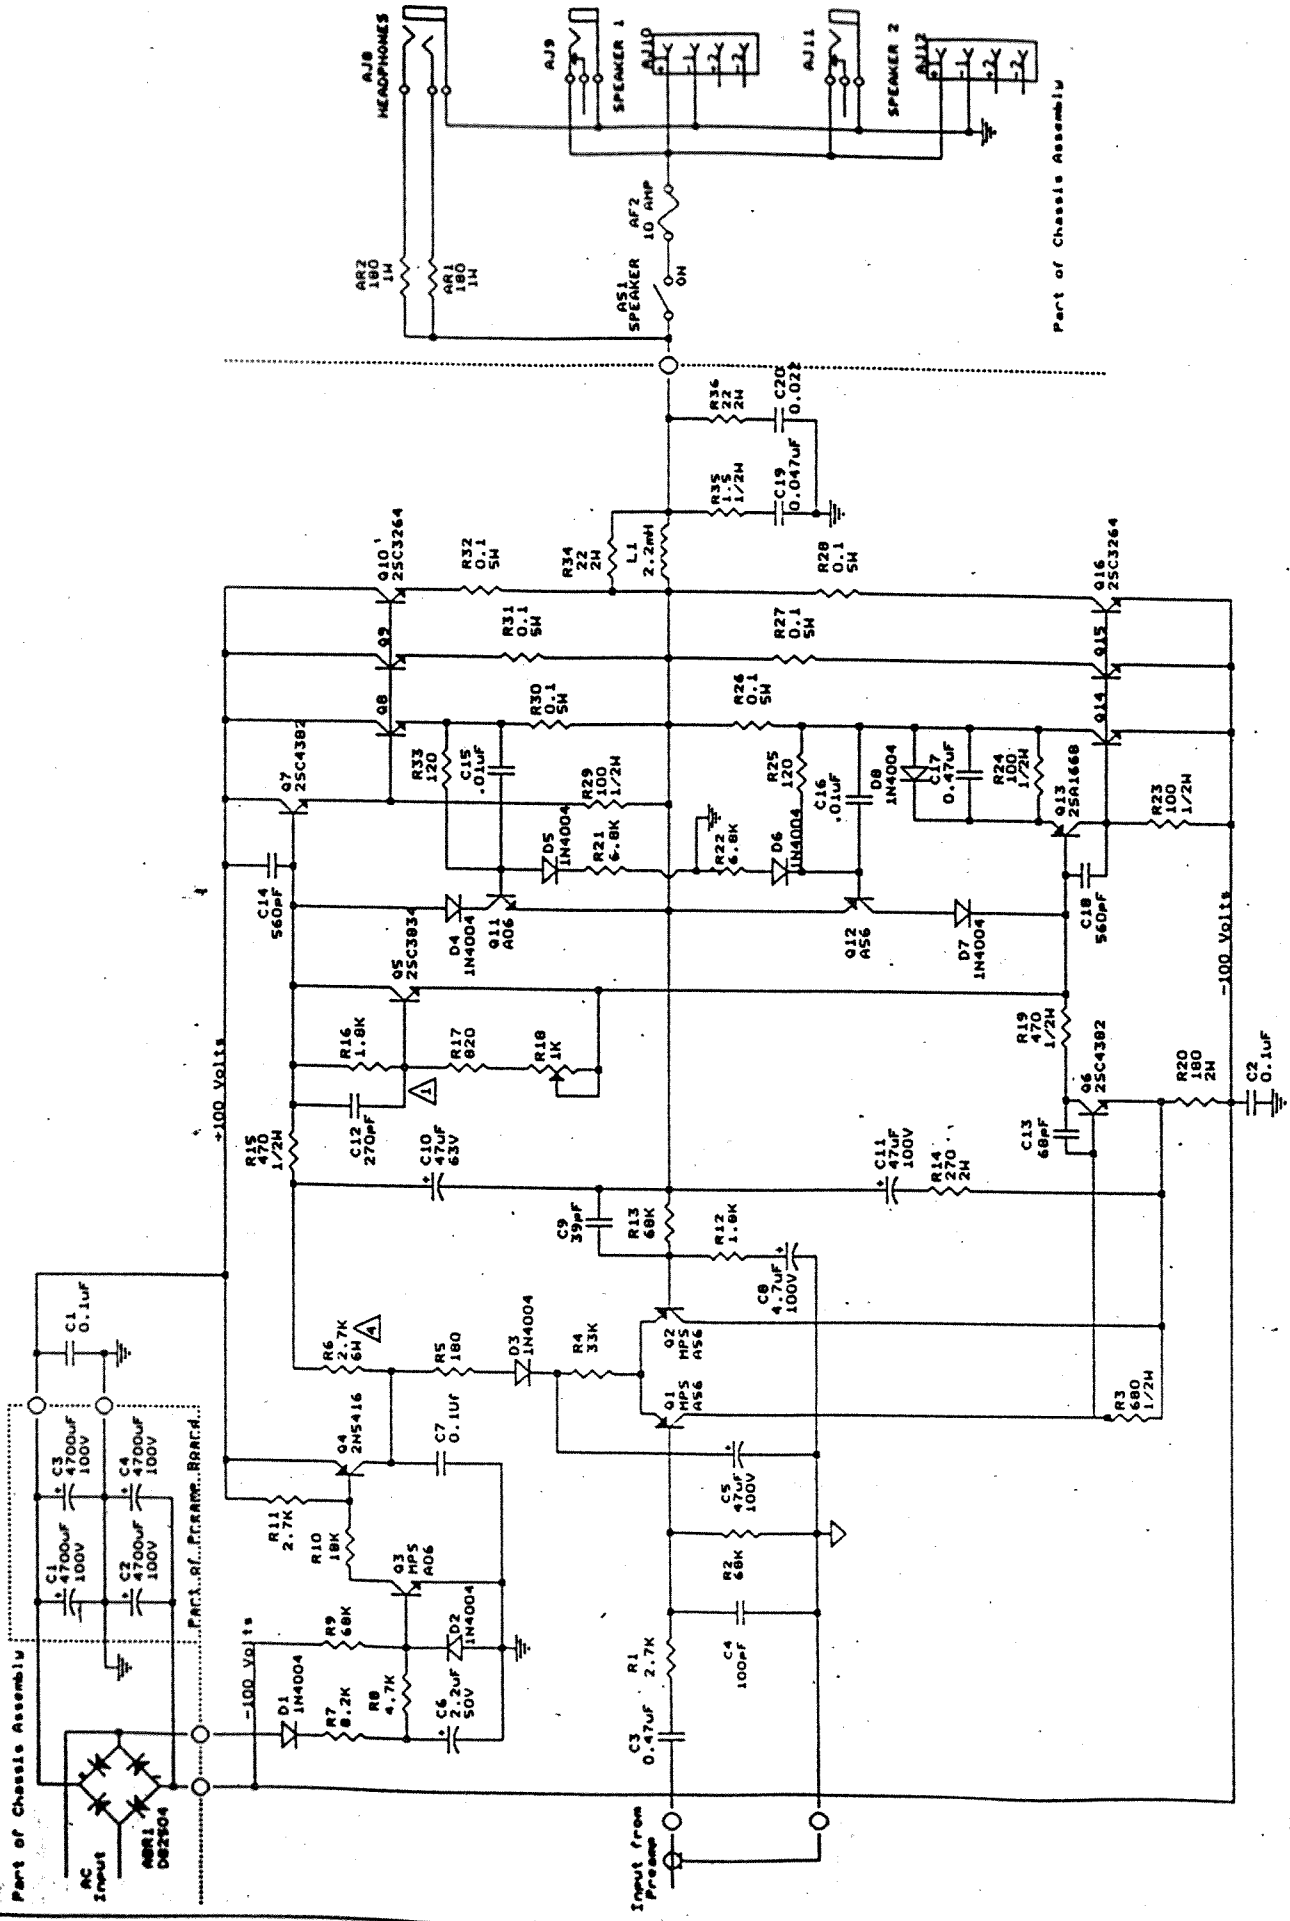 Part of Chassis Assembly
AC
Input
ABR1
DB2504
C1
4700uF
100V
C3
4700uF
100V
C2
4700uF
100V
C4
4700uF
100V
Part of Preamp Board
C1
0.1uF
+100 Volts
-100 Volts
D1
1N4004
R7
8.2K
R9
68K
R8
4.7K
C6
2.2uF
50V
D2
1N4004
Q3
MPS
A06
R11
2.7K
R10
18K
Q4
2N5416
C7
0.1Uf
R6
2.7K
6W
4
R5
180
D3
1N4004
R4
33K
R15
470
1/2W
C12
270pF
1
R16
1.8K
R17
820
R18
1K
Q5
2SC3834
C10
47uF
63V
C14
560pF
Q7
2SC4382
D4
1N4004
Q11
A06
R33
120
C15
.01uF
D5
1N4004
R21
6.8K
R29
100
1/2W
Q8
Q9
Q10
2SC3264
R30
0.1
5W
R31
0.1
5W
R32
0.1
5W
R34
22
2W
L1
2.2mH
AR2
180
1W
AR1
180
1W
AJ8
HEADPHONES
AS1
SPEAKER
ON
AF2
10 AMP
AJ9
SPEAKER 1
AJ10
+1
-1
+2
-2
AJ11
SPEAKER 2
AJ12
+1
-1
+2
-2
Part of Chassis Assembly
Input from
Preamp
C3
0.47uF
R1
2.7K
C4
100pF
R2
68K
C5
47uF
100V
Q1
MPS
A56
Q2
MPS
A56
C9
39pF
R13
68K
R12
1.8K
C8
4.7uF
100V
C11
47uF
100V
R14
270
2W
R3
680
1/2W
C13
68pF
Q6
2SC4382
R19
470
1/2W
R20
180
2W
C2
0.1uF
-100 Volts
Q12
A56
D7
1N4004
C18
560pF
R22
6.8K
D6
1N4004
R25
120
C16
.01uF
D8
1N4004
C17
0.47uF
R24
100
1/2W
Q13
2SA1668
R23
100
1/2W
R26
0.1
5W
R27
0.1
5W
R28
0.1
5W
Q14
Q15
Q16
2SC3264
R35
1.5
1/2W
C19
0.047uF
R36
22
2W
C20
0.022